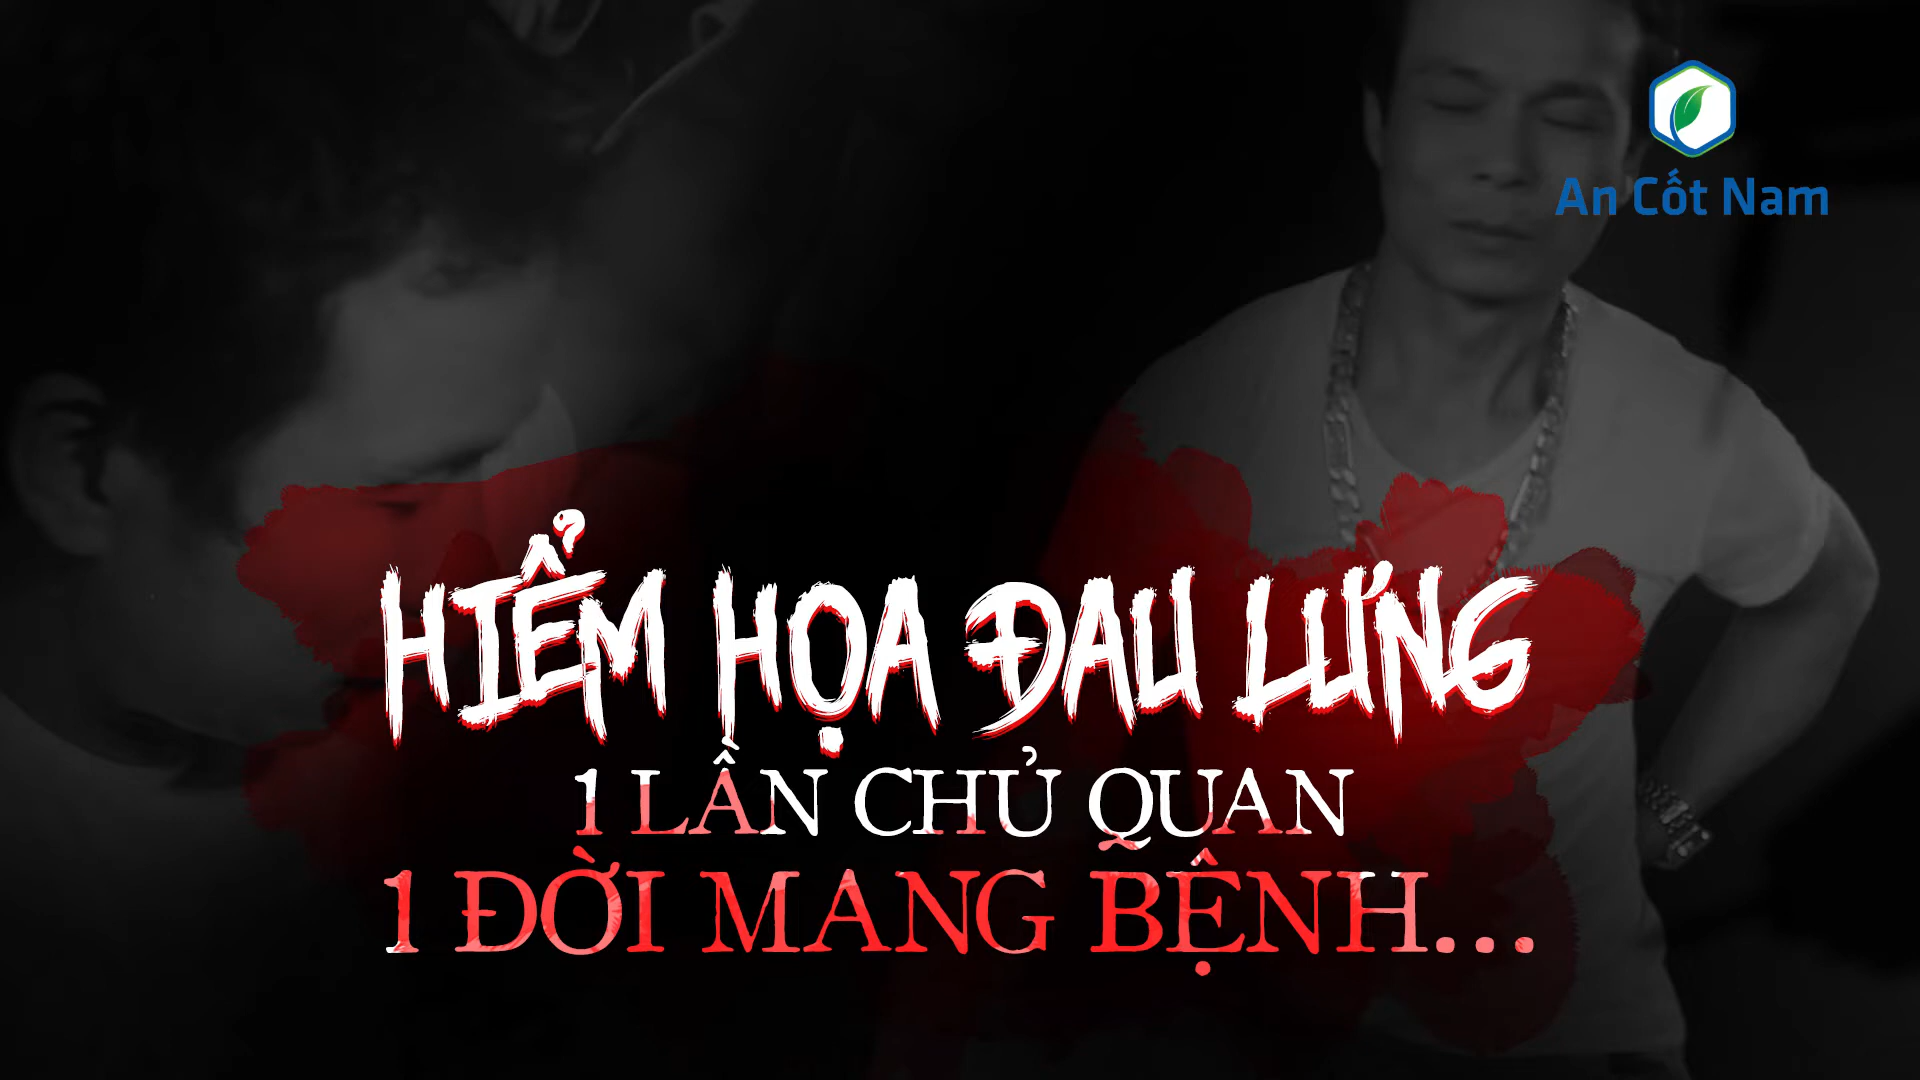 An Cốt Nam
HIỂM HỌA ĐAU LƯNG
1 LẦN CHỦ QUAN
1 ĐỜI MANG BỆNH...